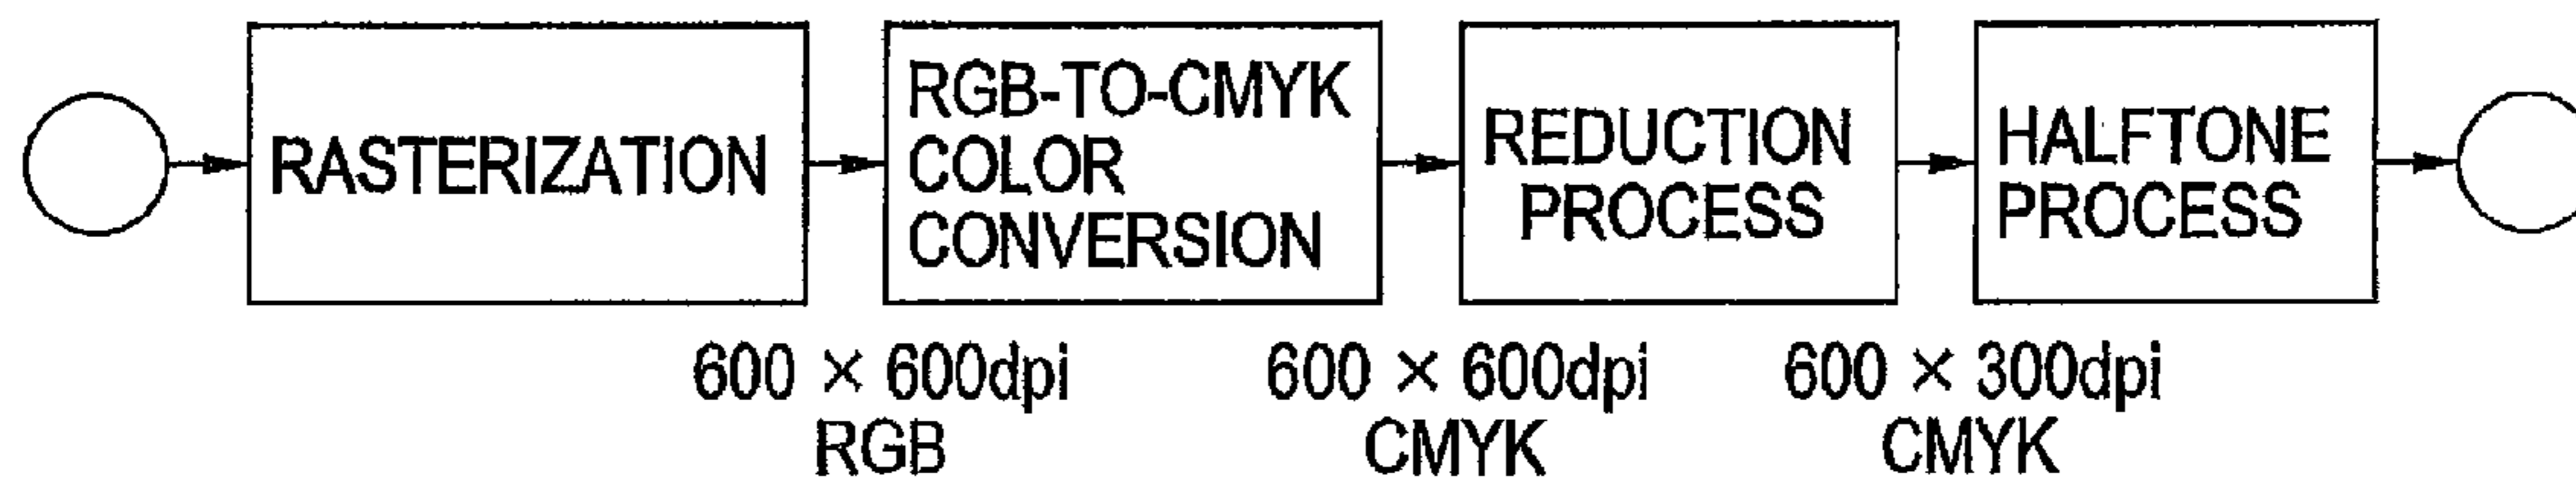 RASTERIZATION
RGB-TO-CMYK
COLOR
CONVERSION
REDUCTION
PROCESS
HALFTONE
PROCESS
600 × 600dpi
RGB
600 × 600dpi
CMYK
600 × 300dpi
CMYK